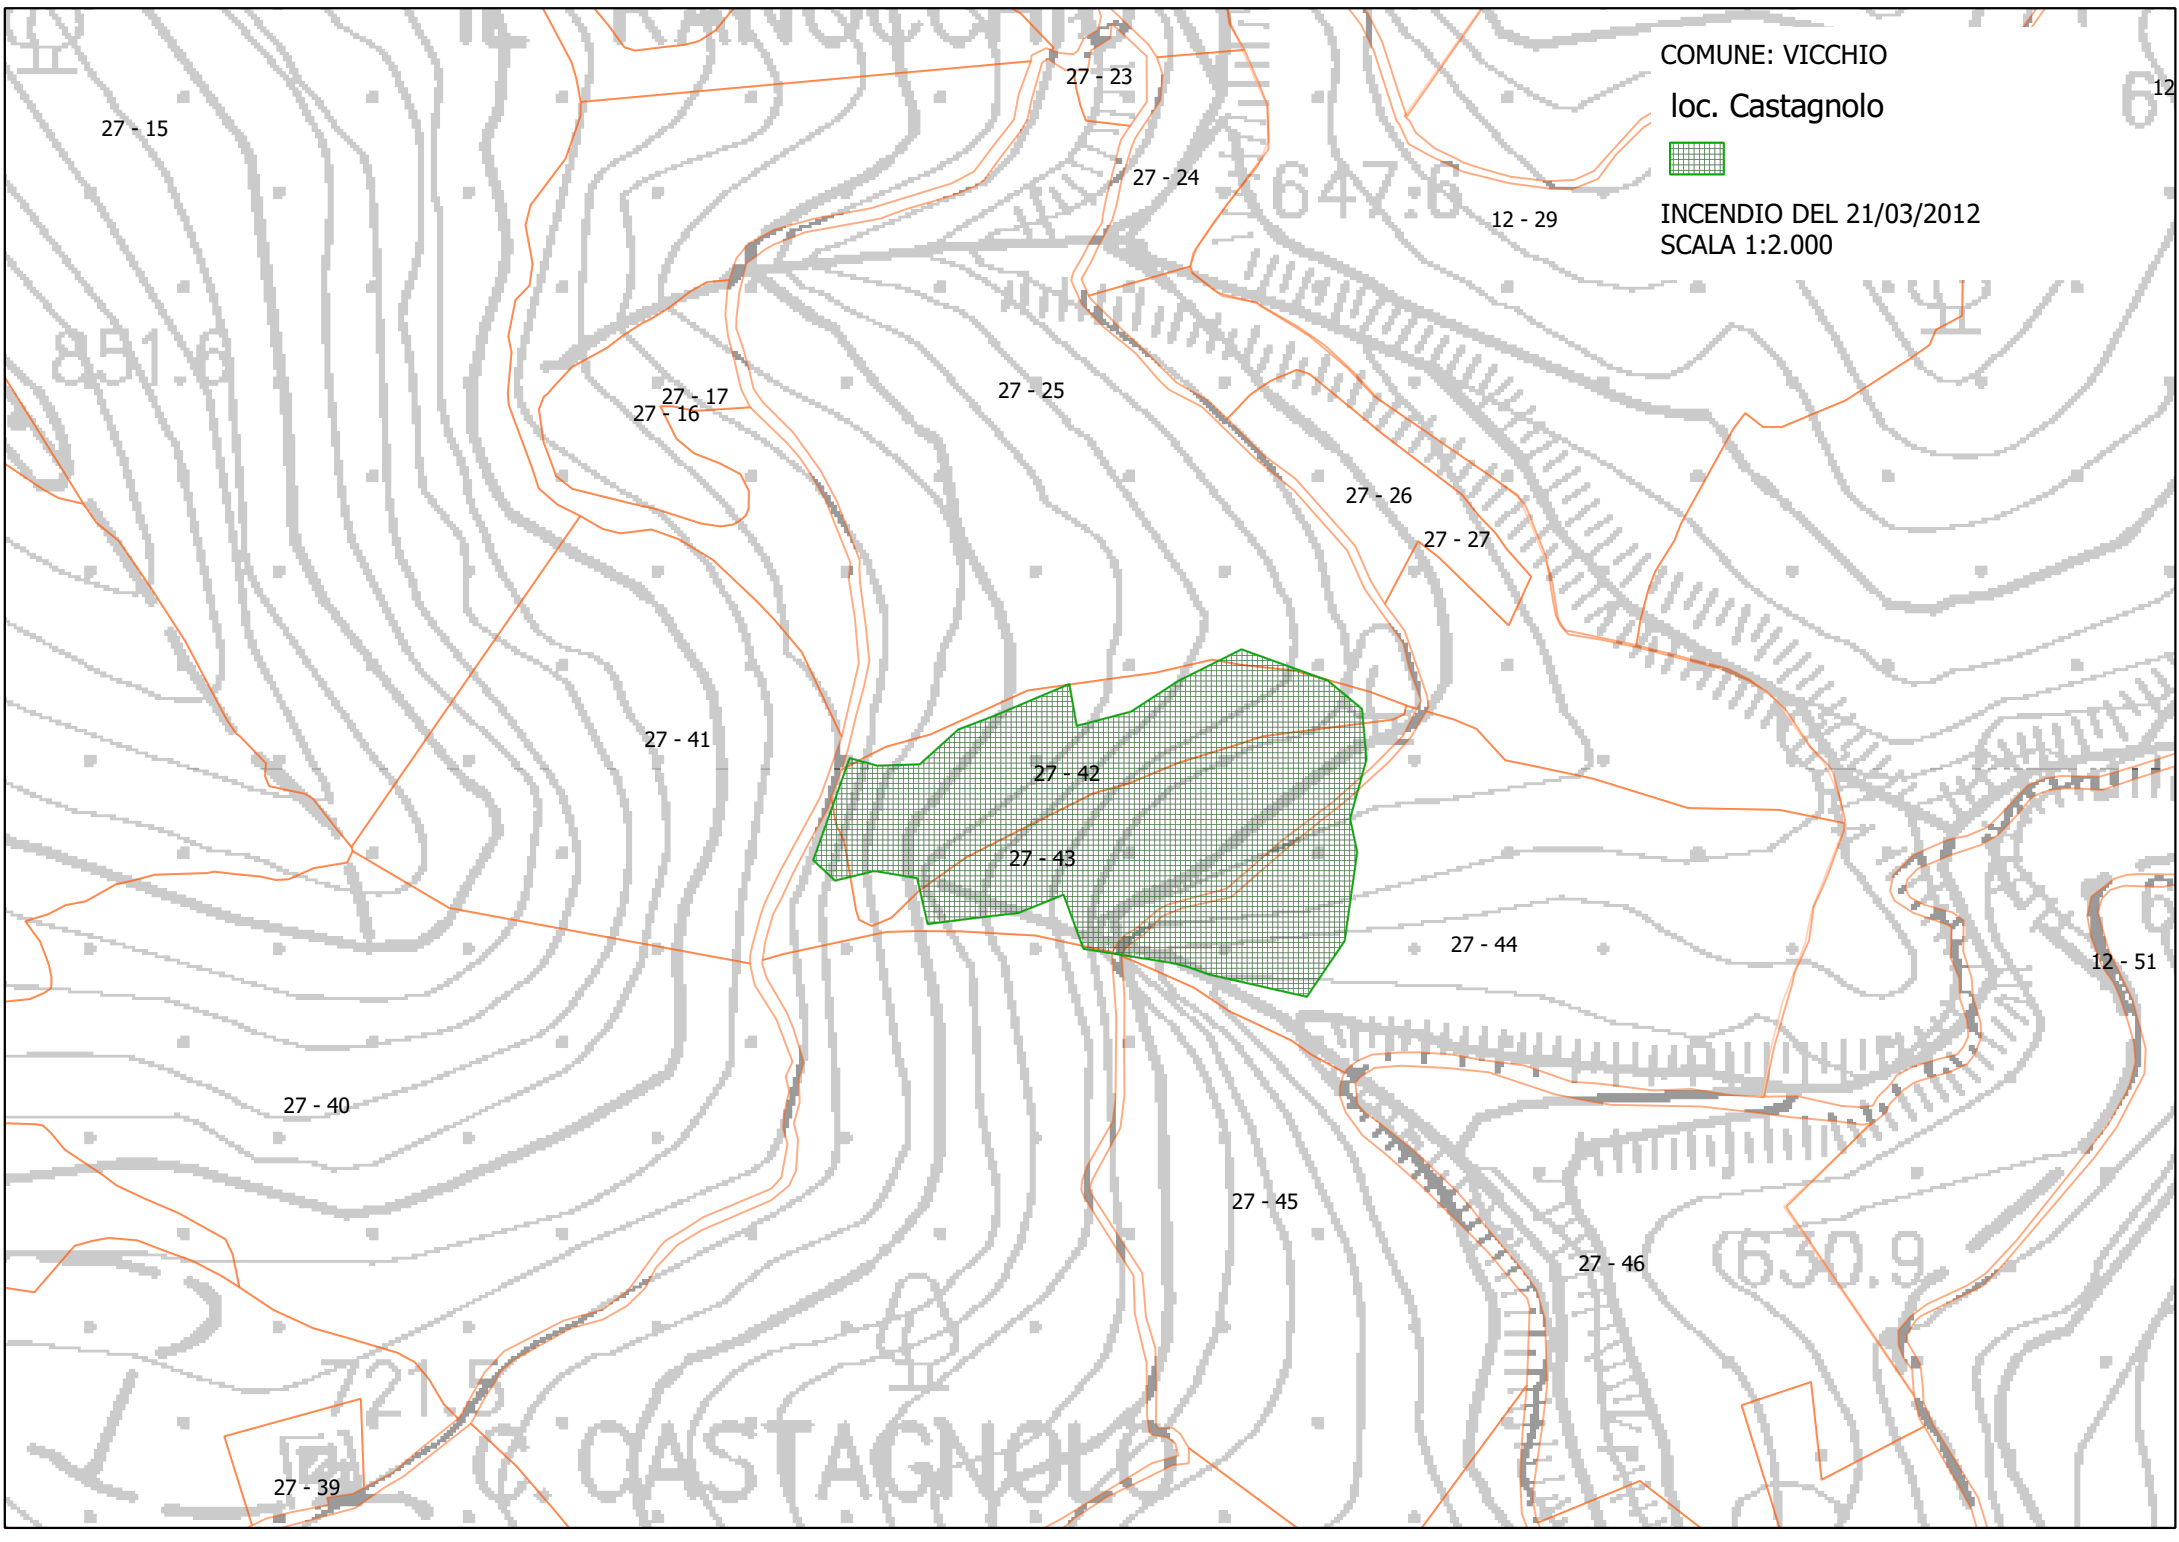 COMUNE: VICCHIO
loc. Castagnolo
INCENDIO DEL 21/03/2012
SCALA 1:2.000
27 - 23
12
27 - 15
27 - 24
647.6
12 - 29
851.6
27 - 25
27 - 17
27 - 16
27 - 26
27 - 27
27 - 41
27 - 42
27 - 43
27 - 44
12 - 51
27 - 40
27 - 45
27 - 46
630.9
721.5
C. CASTAGNOLO
27 - 39